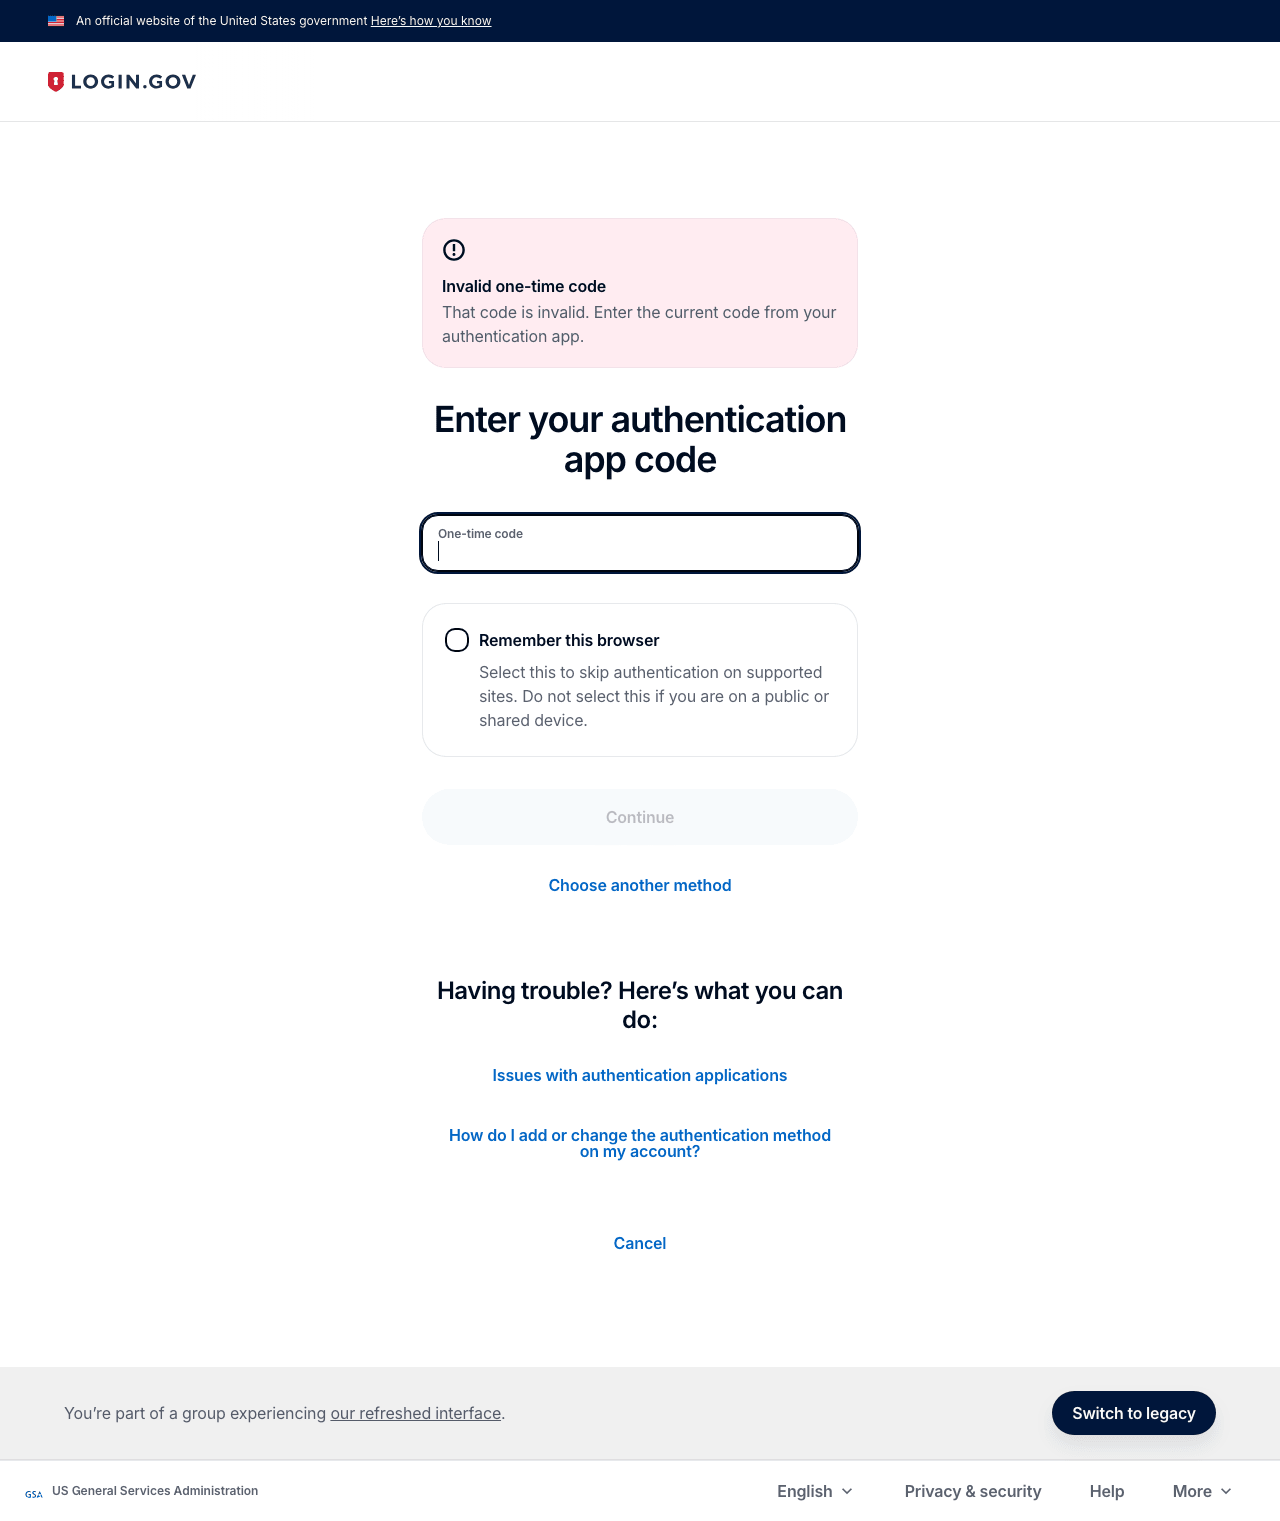 An official website of the United States government Here’s how you know
LOGIN.GOV
Invalid one-time code
That code is invalid. Enter the current code from your
authentication app.
Enter your authentication
app code
One-time code
Remember this browser
Select this to skip authentication on supported
sites. Do not select this if you are on a public or
shared device.
Continue
Choose another method
Having trouble? Here’s what you can
do:
Issues with authentication applications
How do I add or change the authentication method
on my account?
Cancel
You’re part of a group experiencing our refreshed interface.
Switch to legacy
GSA US General Services Administration
English
Privacy & security
Help
More